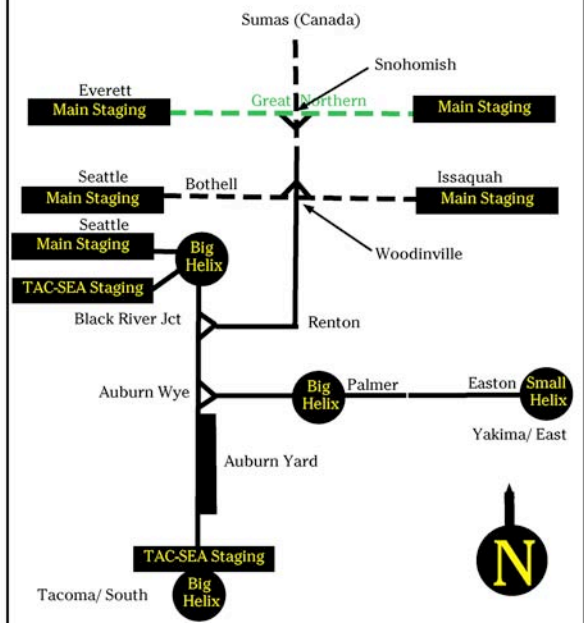 Sumas (Canada)
Snohomish
Everett
Great Northern
Main Staging
Main Staging
Seattle
Bothell
Issaquah
Main Staging
Main Staging
Seattle
Main Staging
Big
Helix
Woodinville
TAC-SEA Staging
Black River Jct
Renton
Auburn Wye
Big
Helix
Palmer
Easton
Small
Helix
Yakima/ East
Auburn Yard
N
TAC-SEA Staging
Tacoma/ South
Big
Helix